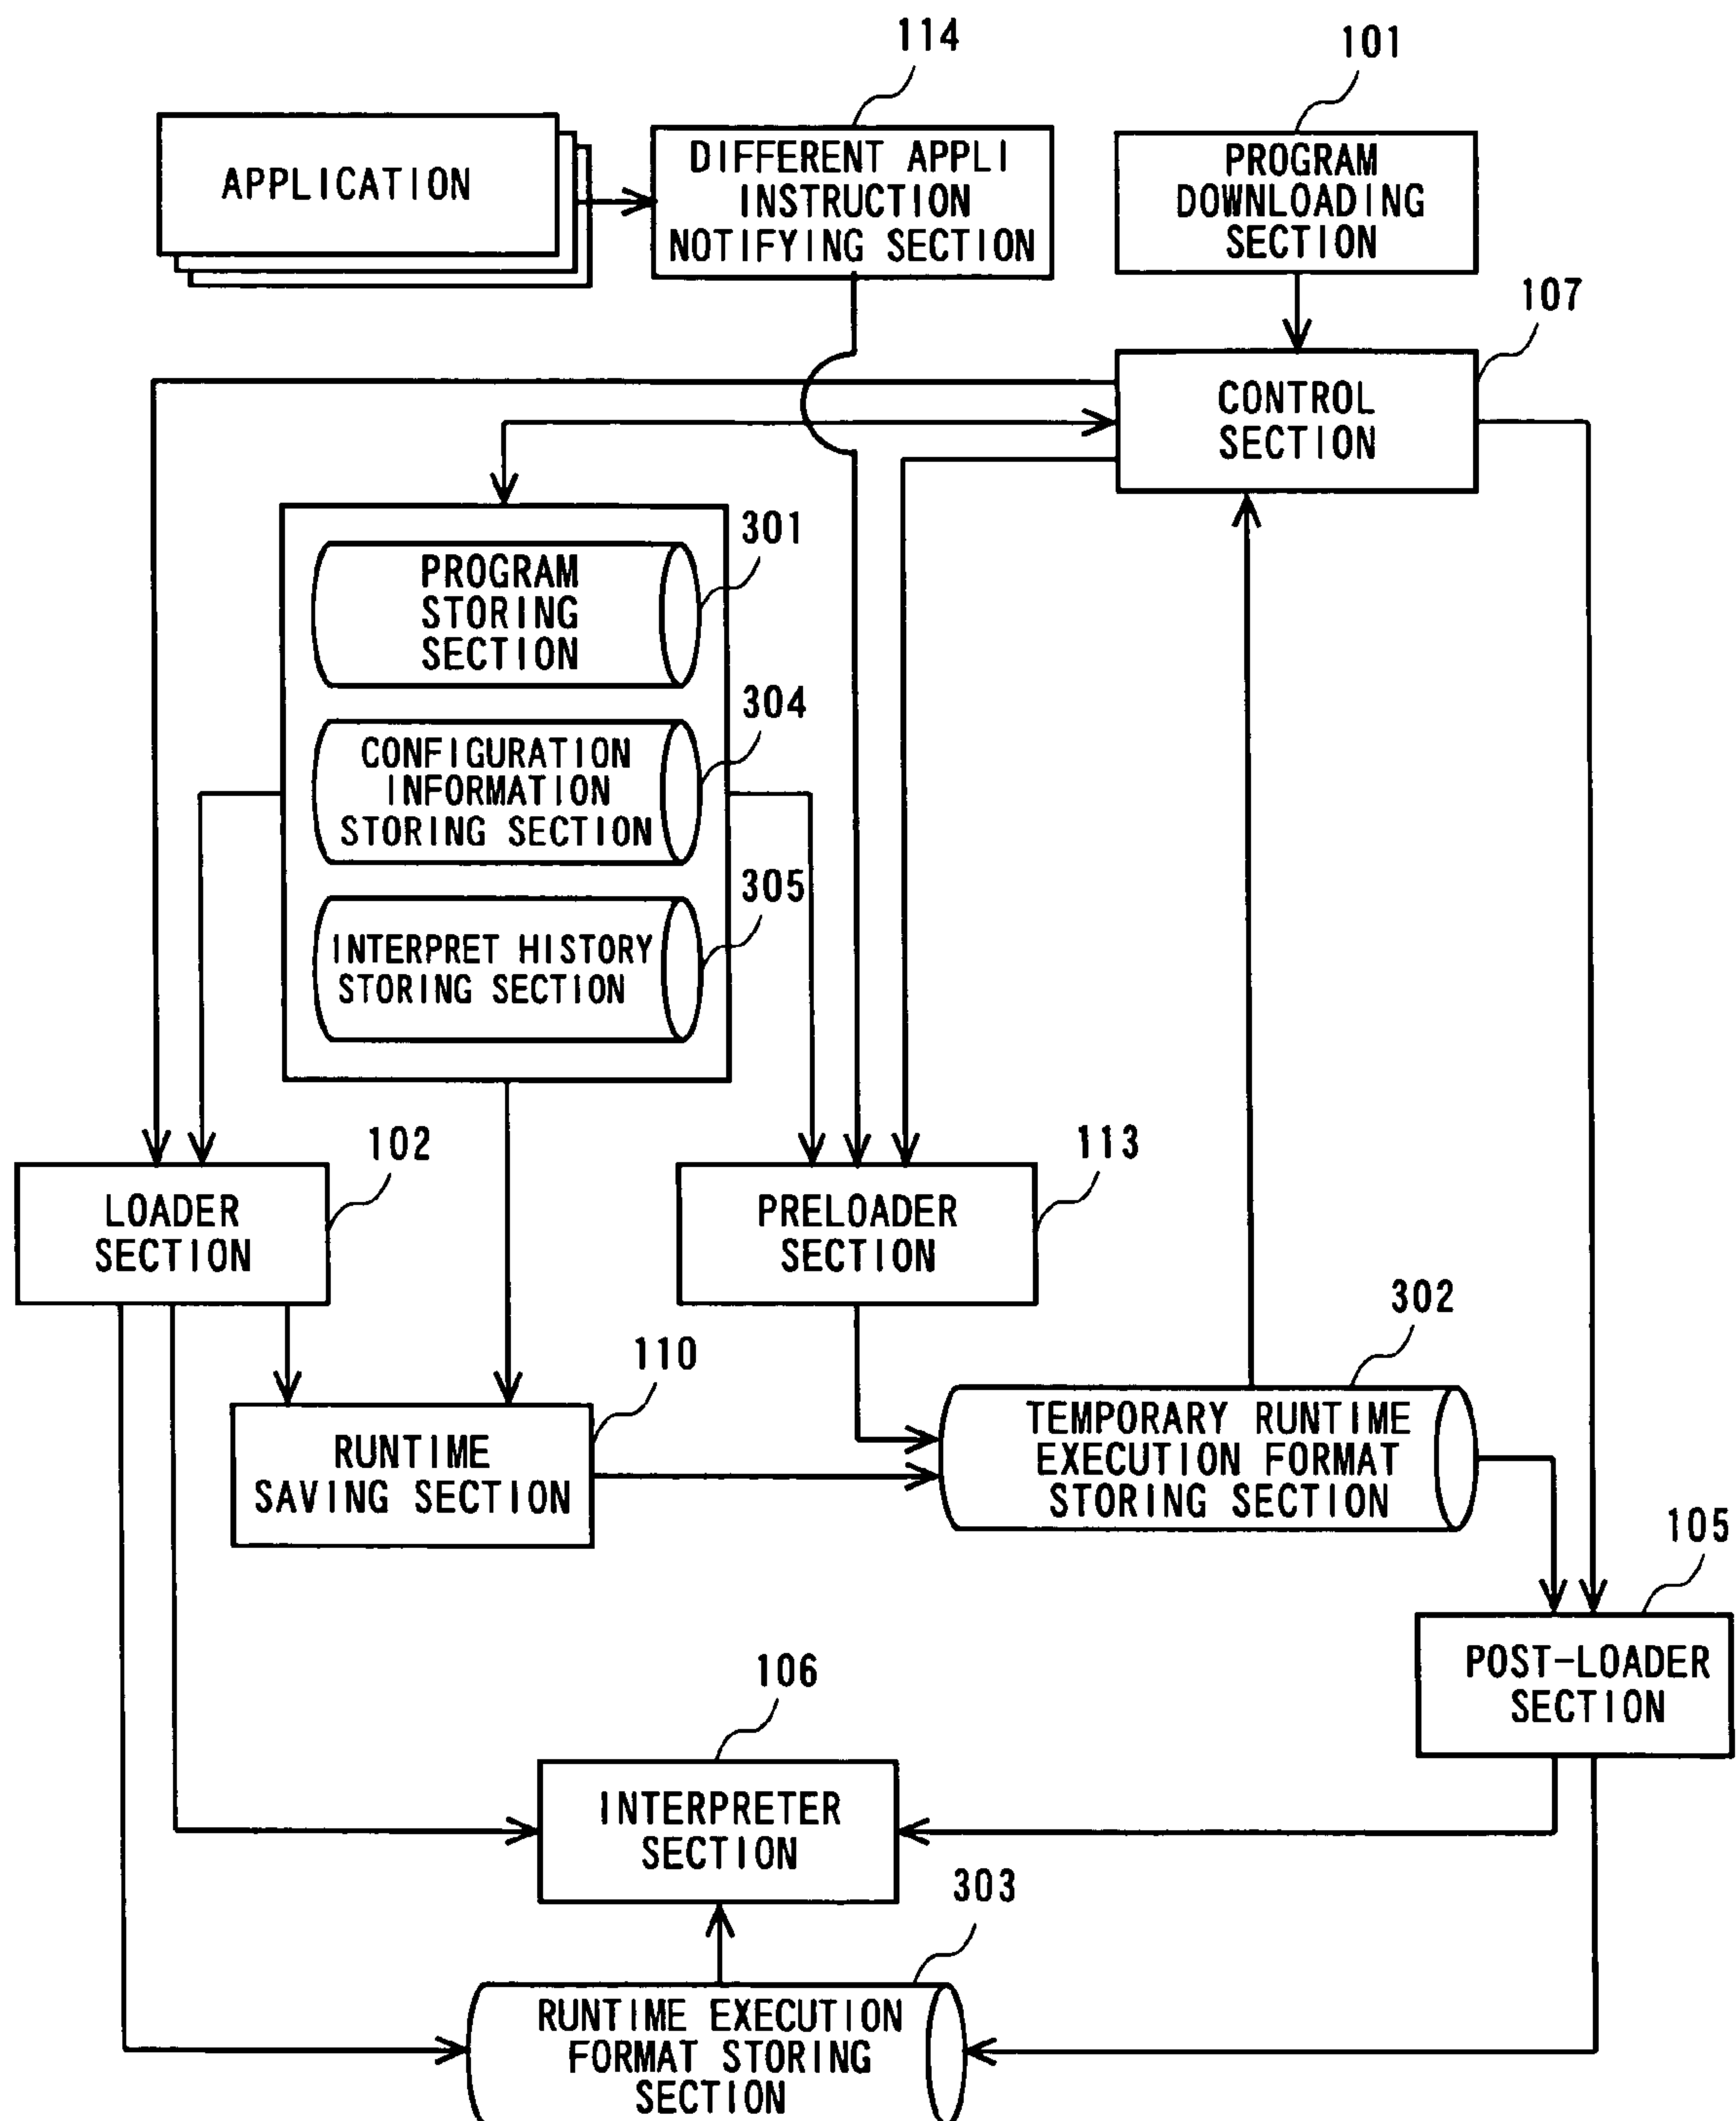 114
101
APPLICATION
DIFFERENT APPLI
INSTRUCTION
NOTIFYING SECTION
PROGRAM
DOWNLOADING
SECTION
107
CONTROL
SECTION
301
PROGRAM
STORING
SECTION
304
CONFIGURATION
INFORMATION
STORING SECTION
305
INTERPRET HISTORY
STORING SECTION
102
LOADER
SECTION
113
PRELOADER
SECTION
302
110
TEMPORARY RUNTIME
EXECUTION FORMAT
STORING SECTION
RUNTIME
SAVING SECTION
105
POST-LOADER
SECTION
106
INTERPRETER
SECTION
303
RUNTIME EXECUTION
FORMAT STORING
SECTION